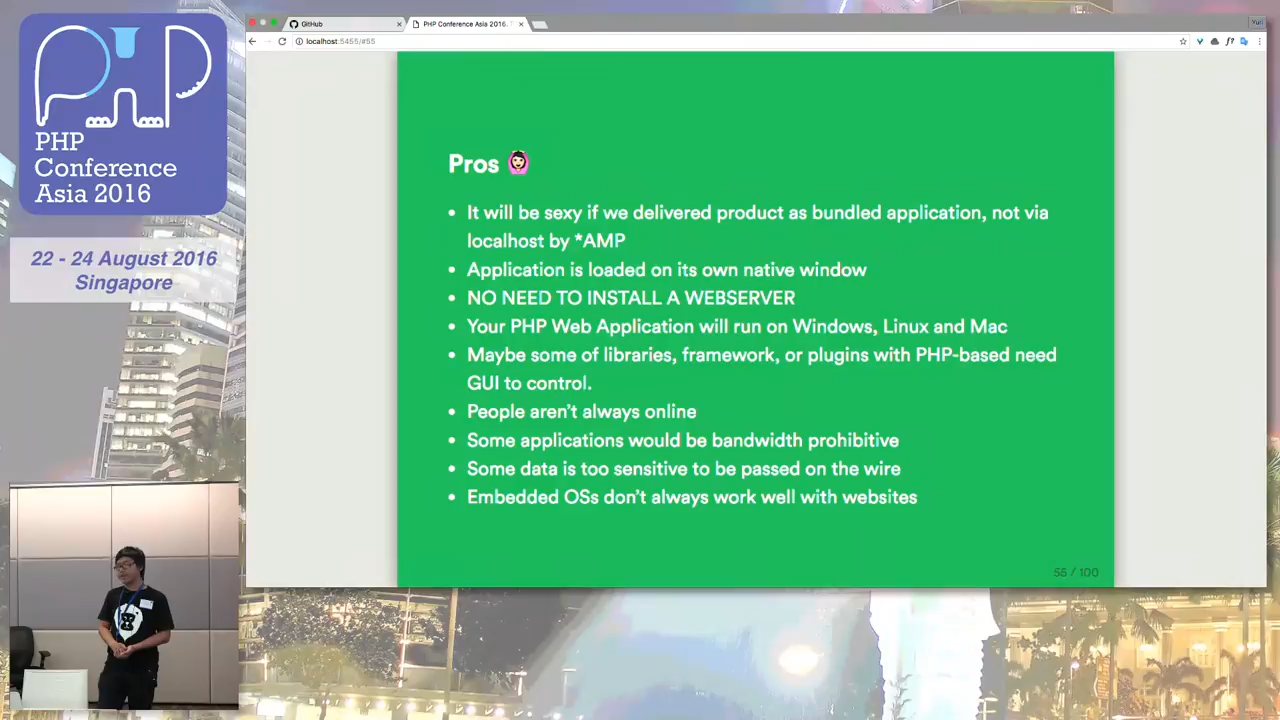 PHP
PHP
Conference
Asia 2016
22 - 24 August 2016
Singapore
GitHub
PHP Conference Asia 2016. T
Yuri
localhost:5455/#55
f?
Pros
• It will be sexy if we delivered product as bundled application, not via
localhost by *AMP
• Application is loaded on its own native window
• NO NEED TO INSTALL A WEBSERVER
• Your PHP Web Application will run on Windows, Linux and Mac
• Maybe some of libraries, framework, or plugins with PHP-based need
GUI to control.
• People aren't always online
• Some applications would be bandwidth prohibitive
• Some data is too sensitive to be passed on the wire
• Embedded OSs don't always work well with websites
55 / 100